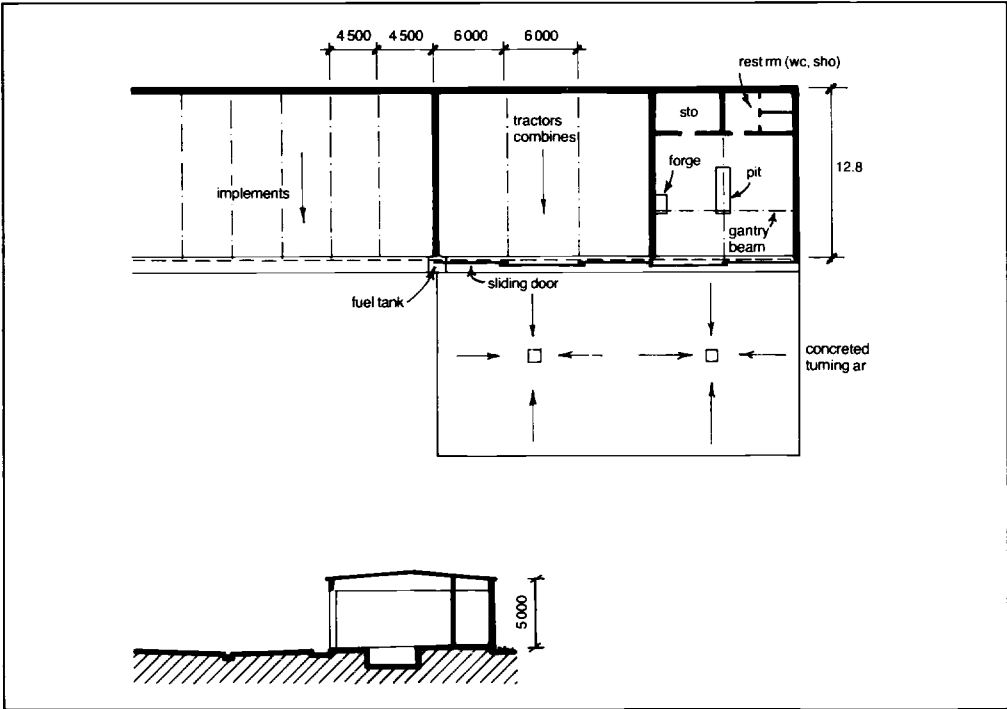 4 500 4 500 6 000 6 000
rest rm (wc, sho)
sto
tractors
combines
12.8
forge
pit
implements
gantry
beam
sliding door
fuel tank
concreted
turning ar
5 000